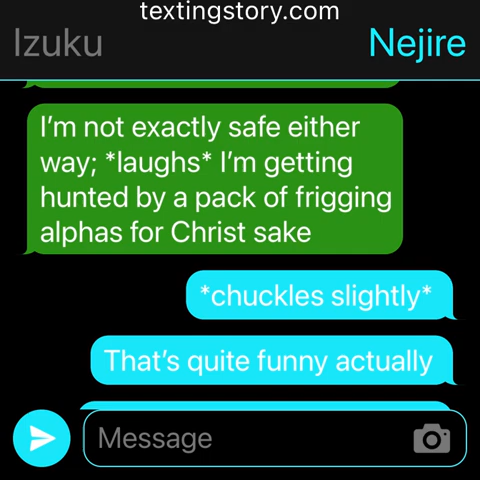 textingstory.com
Izuku Nejire
I'm not exactly safe either
way; *laughs* I'm getting
hunted by a pack of frigging
alphas for Christ sake
*chuckles slightly*
That's quite funny actually
Message